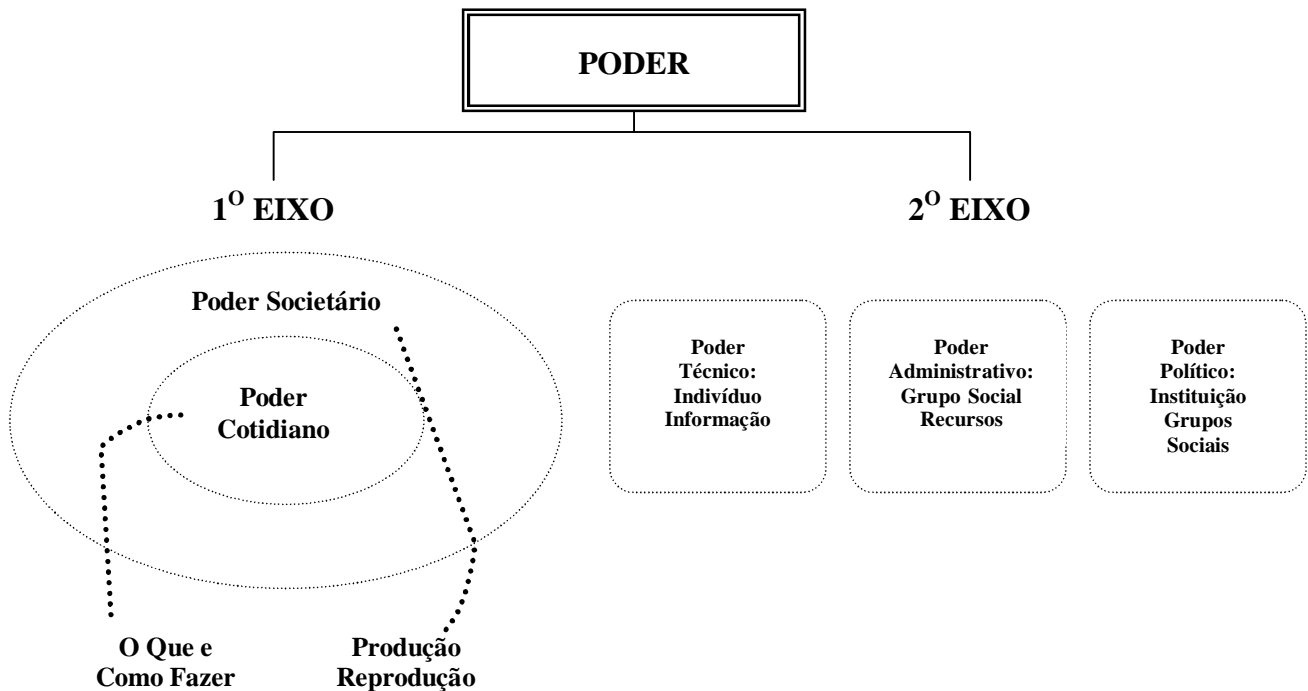 PODER
1º EIXO
2º EIXO
Poder Societário
Poder
Cotidiano
O Que e
Como Fazer
Produção
Reprodução
Poder
Técnico:
Indivíduo
Informação
Poder
Administrativo:
Grupo Social
Recursos
Poder
Político:
Instituição
Grupos
Sociais